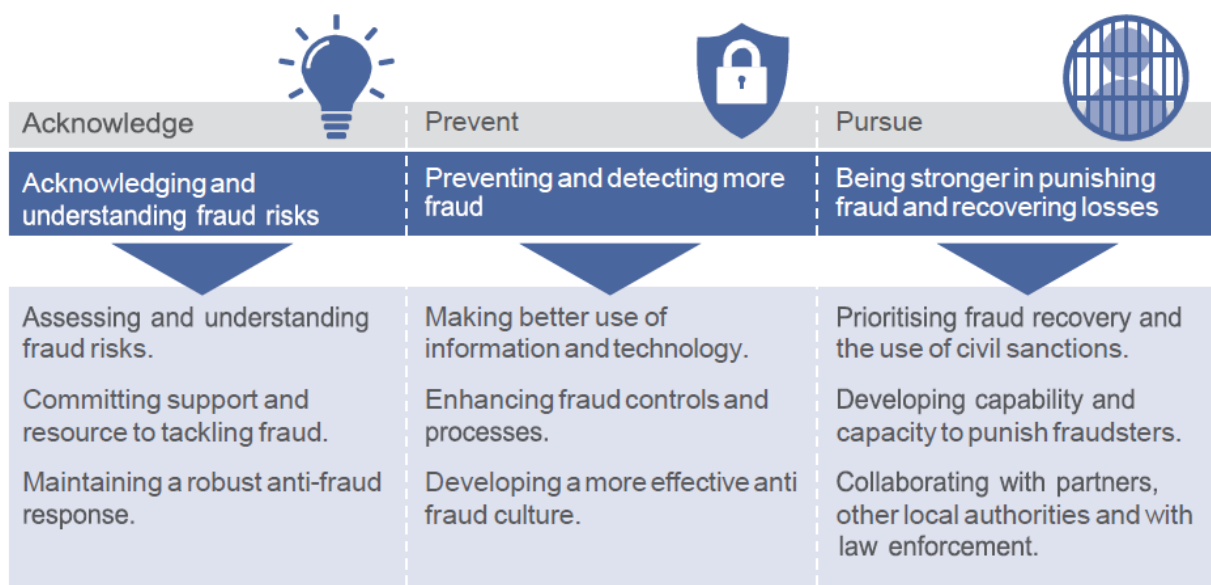 Acknowledge
Prevent
Pursue
Acknowledging and
understanding fraud risks
Preventing and detecting more
fraud
Being stronger in punishing
fraud and recovering losses
Assessing and understanding
fraud risks.
Committing support and
resource to tackling fraud.
Maintaining a robust anti-fraud
response.
Making better use of
information and technology.
Enhancing fraud controls and
processes.
Developing a more effective anti
fraud culture.
Prioritising fraud recovery and
the use of civil sanctions.
Developing capability and
capacity to punish fraudsters.
Collaborating with partners,
other local authorities and with
law enforcement.